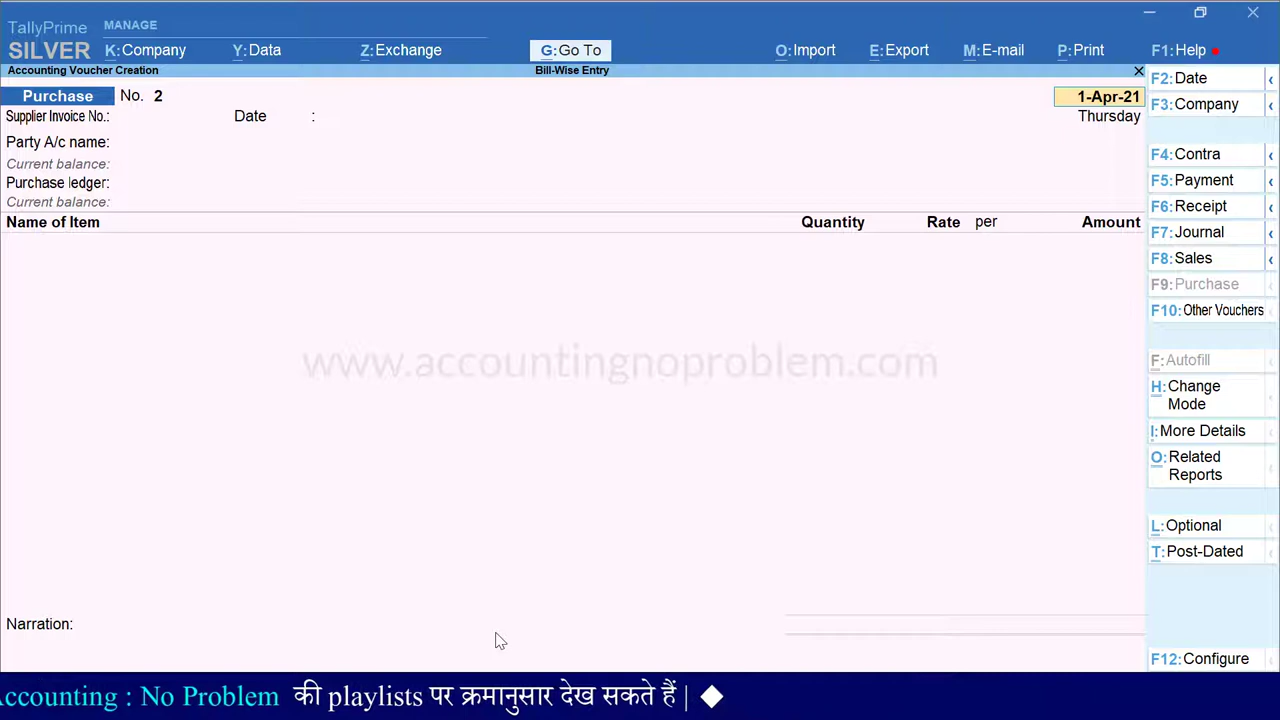 TallyPrime
MANAGE
SILVER
K:Company
Y:Data
Z:Exchange
G:Go To
O:Import
E:Export
M:E-mail
P:Print
F1:Help
Accounting Voucher Creation
Bill-Wise Entry
Purchase No. 2
1-Apr-21
Supplier Invoice No.:
Date :
Thursday
Party A/c name:
Current balance:
Purchase ledger:
Current balance:
Name of Item
Quantity
Rate per
Amount
www.accountingnoproblem.com
Narration:
F2:Date
F3:Company
F4:Contra
F5:Payment
F6:Receipt
F7:Journal
F8:Sales
F9:Purchase
F10:Other Vouchers
F:Autofill
H:Change
Mode
I:More Details
O:Related
Reports
L:Optional
T:Post-Dated
F12:Configure
Accounting : No Problem की playlists पर क्रमानुसार देख सकते हैं | ◆